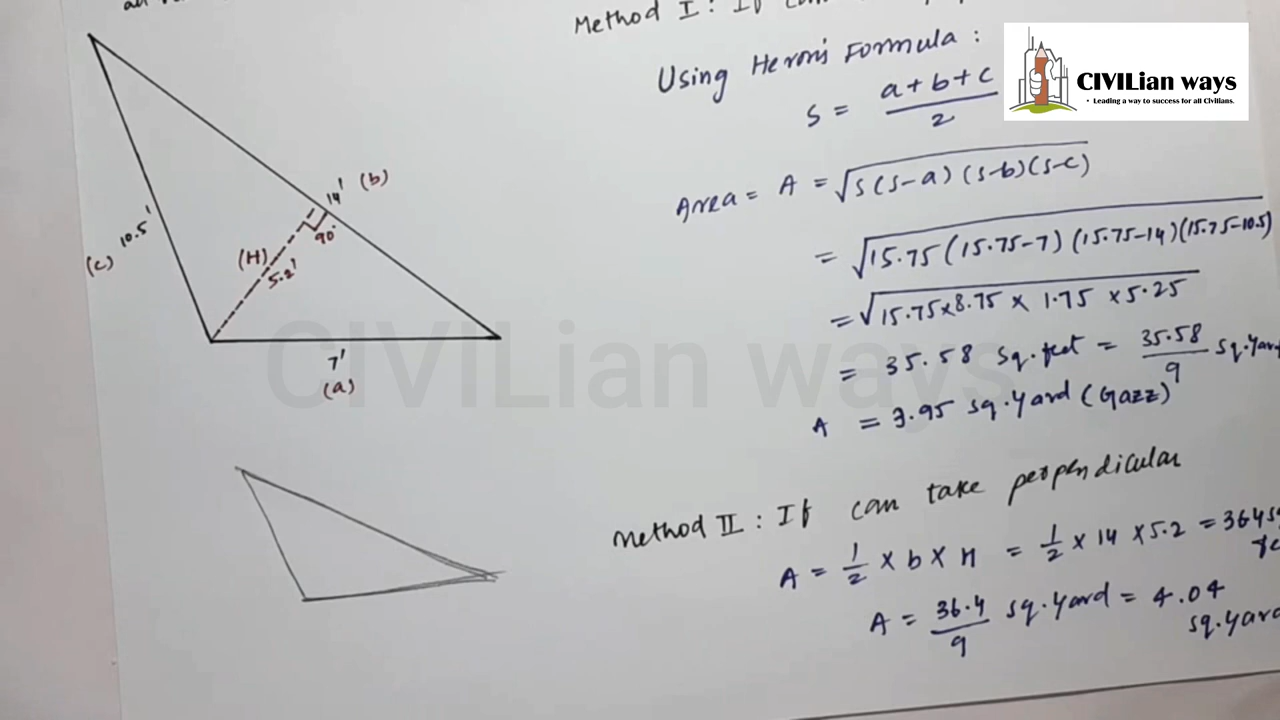 Method I : If can
Using Heron's Formula :
S = a+b+c / 2
Area = A = √s(s-a)(s-b)(s-c)
= √15.75(15.75-7)(15.75-14)(15.75-10.5)
= √15.75×8.75 × 1.75 × 5.25
= 35.58 sq.feet = 35.58 / 9 sq.yard
A = 3.95 sq.yard (Gazz)
Method II : If can take perpendicular
A = 1/2 × b × H = 1/2 × 14 × 5.2 = 364
A = 36.4 / 9 sq.yard = 4.04
sq.yard
14' (b)
90°
(H)
5.2'
(c) 10.5'
7'
(a)
CIVILian ways
• Leading a way to success for all Civilians.
CIVILian ways